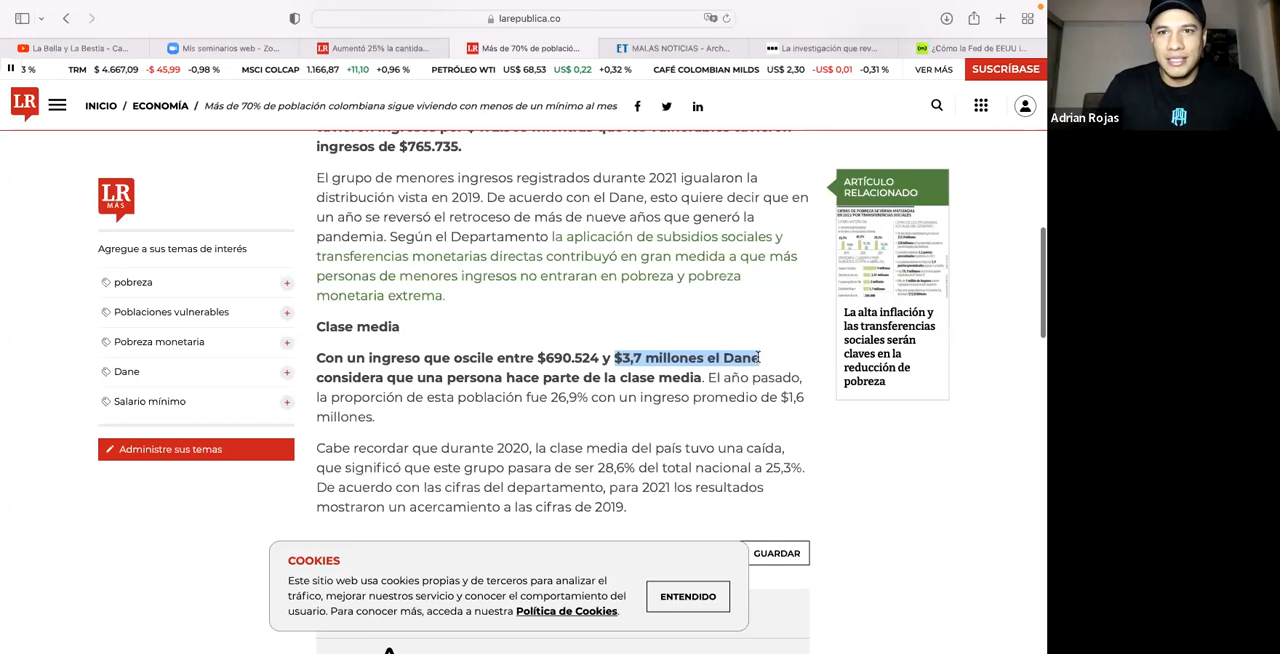 larepublica.co
La Bella y La Bestia - Ca...
Mis seminarios web - Zo...
LR Aumentó 25% la cantida...
LR Más de 70% de població...
ET MALAS NOTICIAS - Arch...
La investigación que rev...
¿Cómo la Fed de EEUU i...
3 % TRM $ 4.667,09 -$ 45,99 -0,98 % MSCI COLCAP 1.166,87 +11,10 +0,96 % PETRÓLEO WTI US$ 68,53 US$ 0,22 +0,32 % CAFÉ COLOMBIAN MILDS US$ 2,30 -US$ 0,01 -0,31 % VER MÁS SUSCRÍBASE
LR INICIO / ECONOMÍA / Más de 70% de población colombiana sigue viviendo con menos de un mínimo al mes
Adrian Rojas
ingresos de $765.735.
El grupo de menores ingresos registrados durante 2021 igualaron la
distribución vista en 2019. De acuerdo con el Dane, esto quiere decir que en
un año se reversó el retroceso de más de nueve años que generó la
pandemia. Según el Departamento la aplicación de subsidios sociales y
transferencias monetarias directas contribuyó en gran medida a que más
personas de menores ingresos no entraran en pobeza y pobreza
monetaria extrema.
Clase media
Con un ingreso que oscile entre $690.524 y $3,7 millones el Dane
considera que una persona hace parte de la clase media. El año pasado,
la proporción de esta población fue 26,9% con un ingreso promedio de $1,6
millones.
Cabe recordar que durante 2020, la clase media del país tuvo una caída,
que significó que este grupo pasara de ser 28,6% del total nacional a 25,3%.
De acuerdo con las cifras del departamento, para 2021 los resultados
mostraron un acercamiento a las cifras de 2019.
LR
MÁS
Agregue a sus temas de interés
pobreza +
Poblaciones vulnerables +
Pobreza monetaria +
Dane +
Salario mínimo +
Administre sus temas
ARTÍCULO
RELACIONADO
La alta inflación y
las transferencias
sociales serán
claves en la
reducción de
pobreza
GUARDAR
COOKIES
Este sitio web usa cookies propias y de terceros para analizar el
tráfico, mejorar nuestros servicio y conocer el comportamiento del
usuario. Para conocer más, acceda a nuestra Política de Cookies.
ENTENDIDO